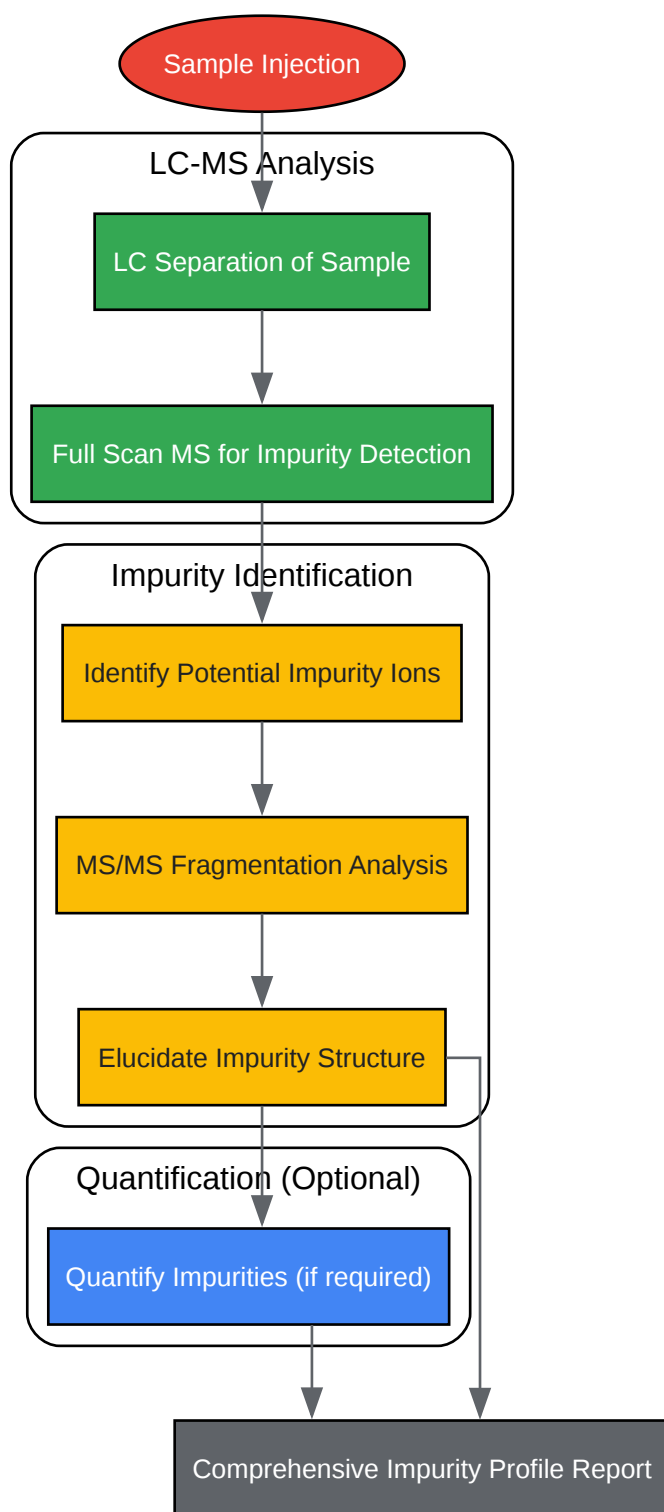 Sample Injection
LC-MS Analysis
LC Separation of Sample
Full Scan MS for Impurity Detection
Impurity Identification
Identify Potential Impurity Ions
MS/MS Fragmentation Analysis
Elucidate Impurity Structure
Quantification (Optional)
Quantify Impurities (if required)
Comprehensive Impurity Profile Report